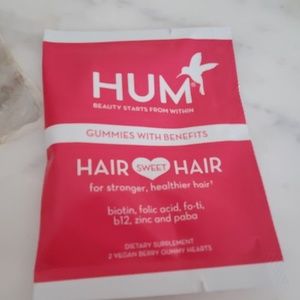 HUM
BEAUTY STARTS FROM WITHIN
GUMMIES WITH BENEFITS
HAIR SWEET HAIR
for stronger, healthier hair†
biotin, folic acid, fo-ti,
b12, zinc and paba
DIETARY SUPPLEMENT
2 VEGAN BERRY GUMMY HEARTS